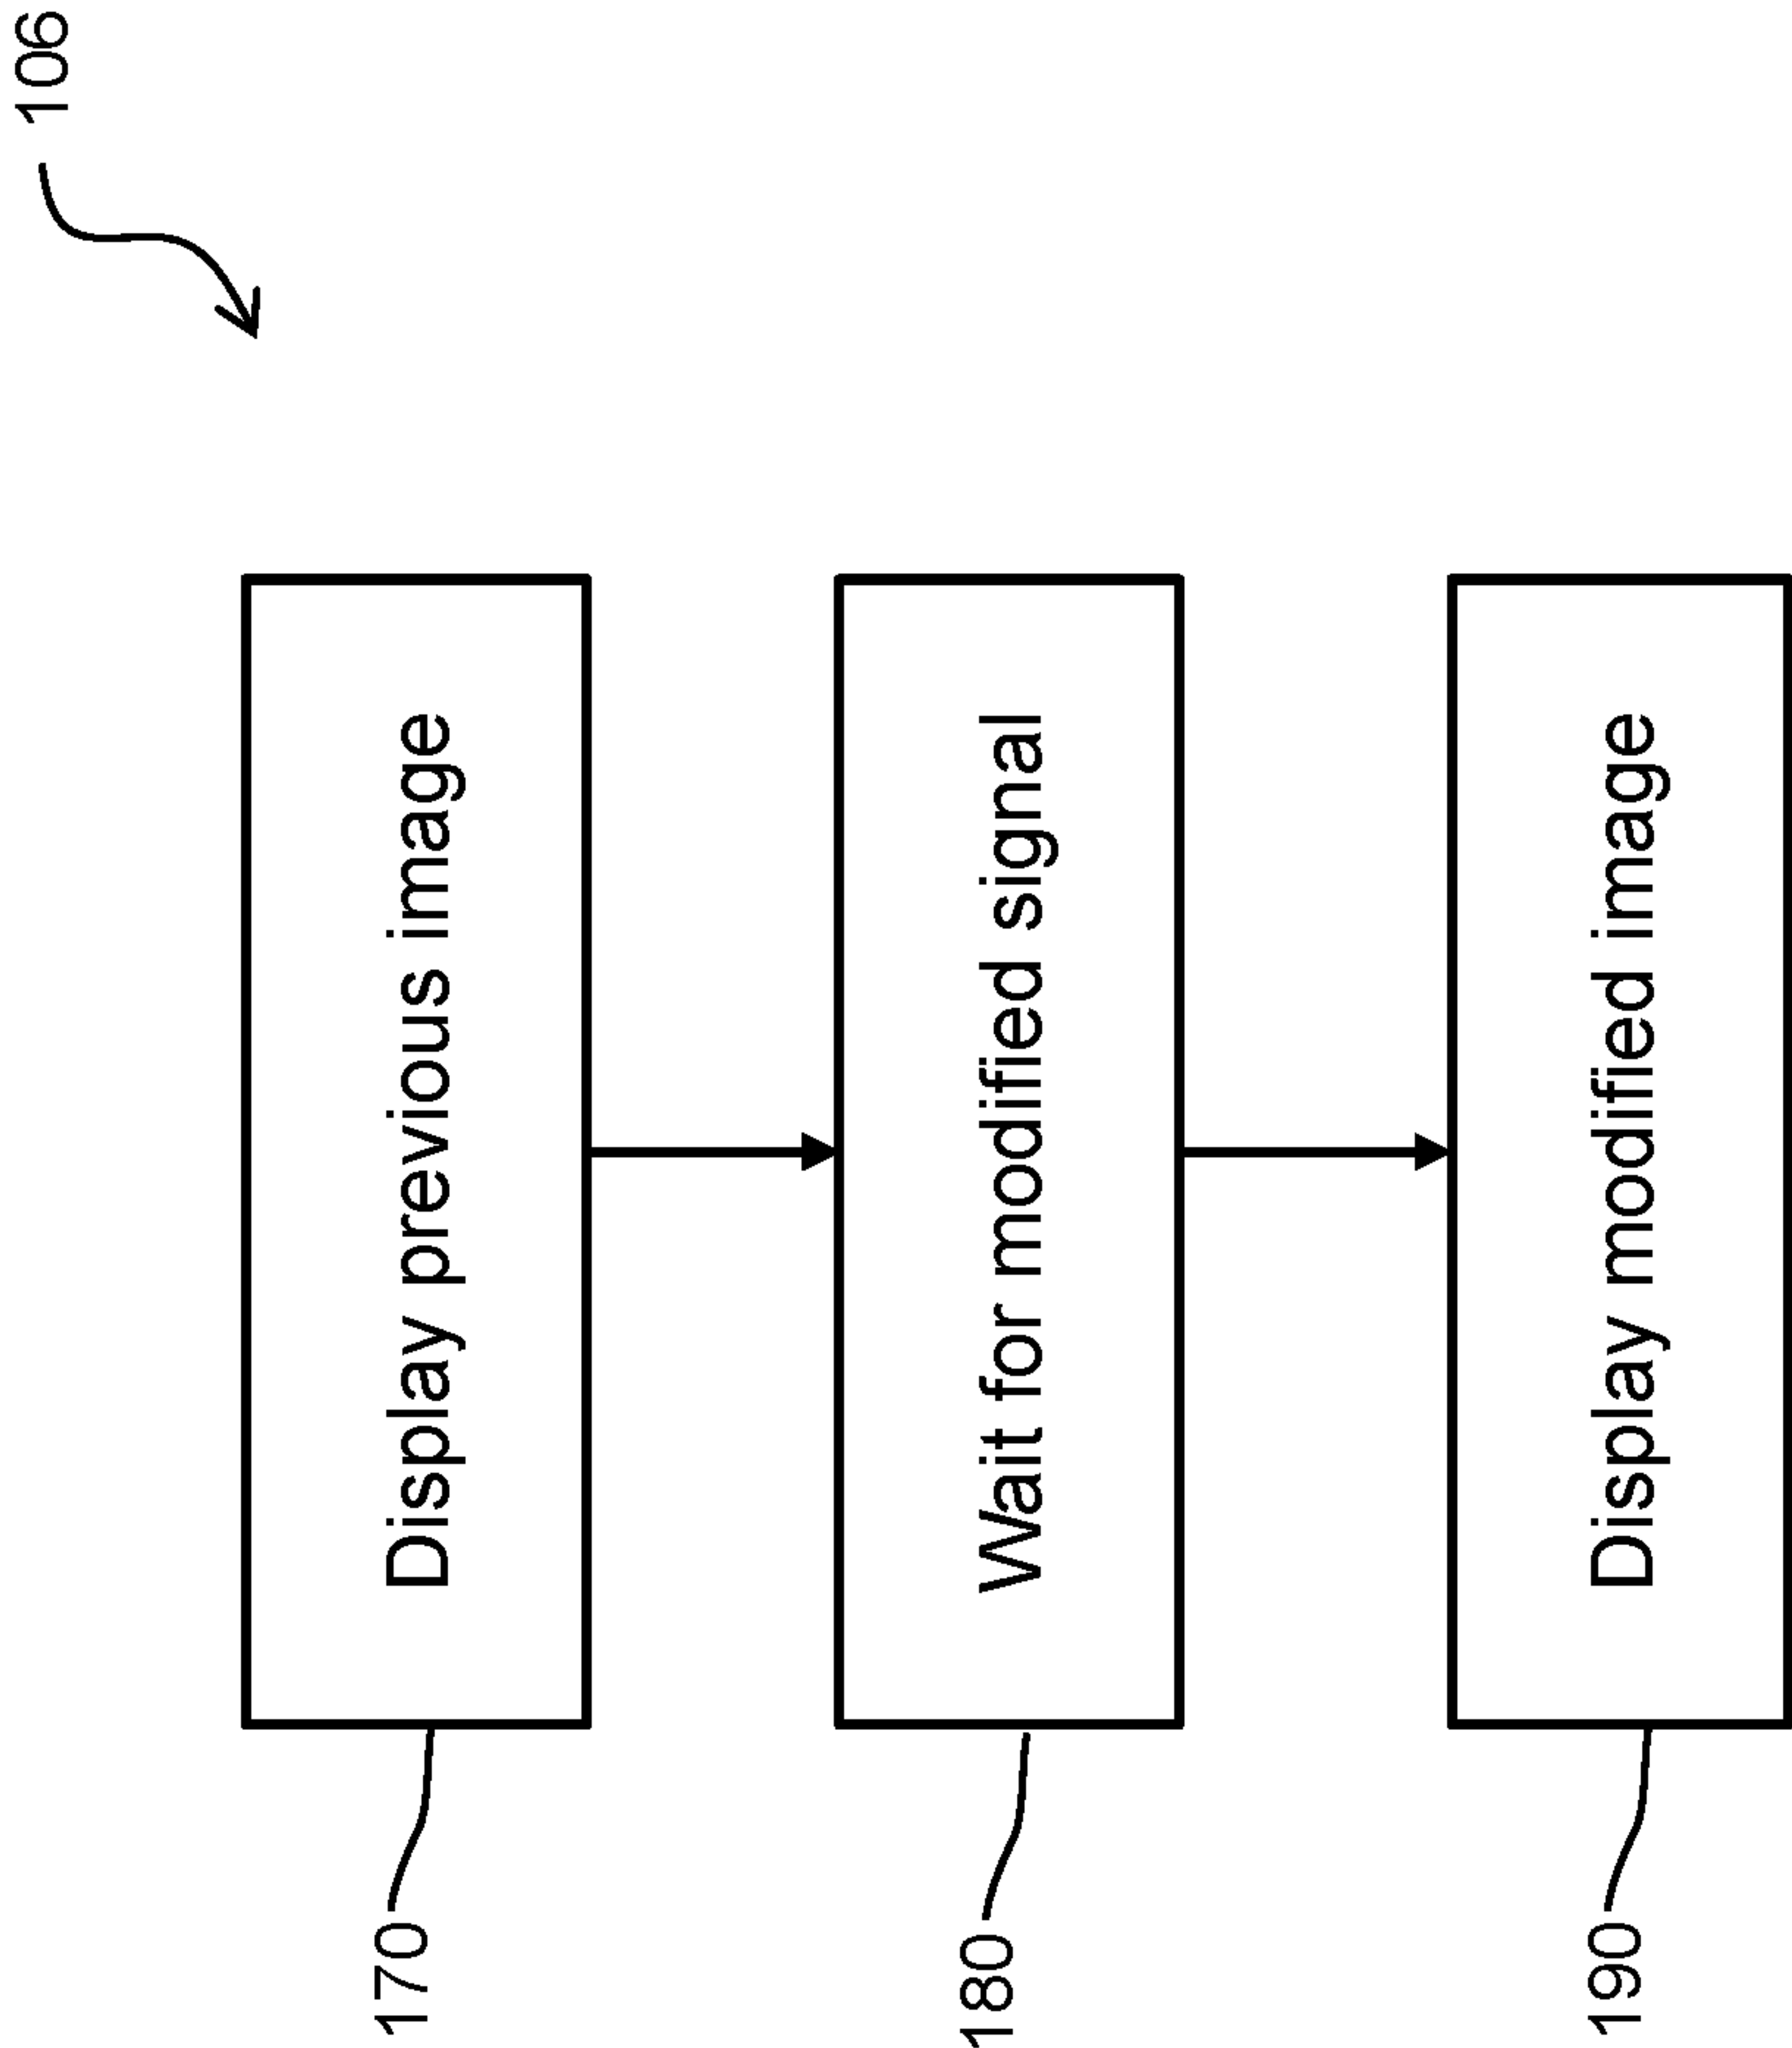 106
170
Display previous image
180
Wait for modified signal
190
Display modified image